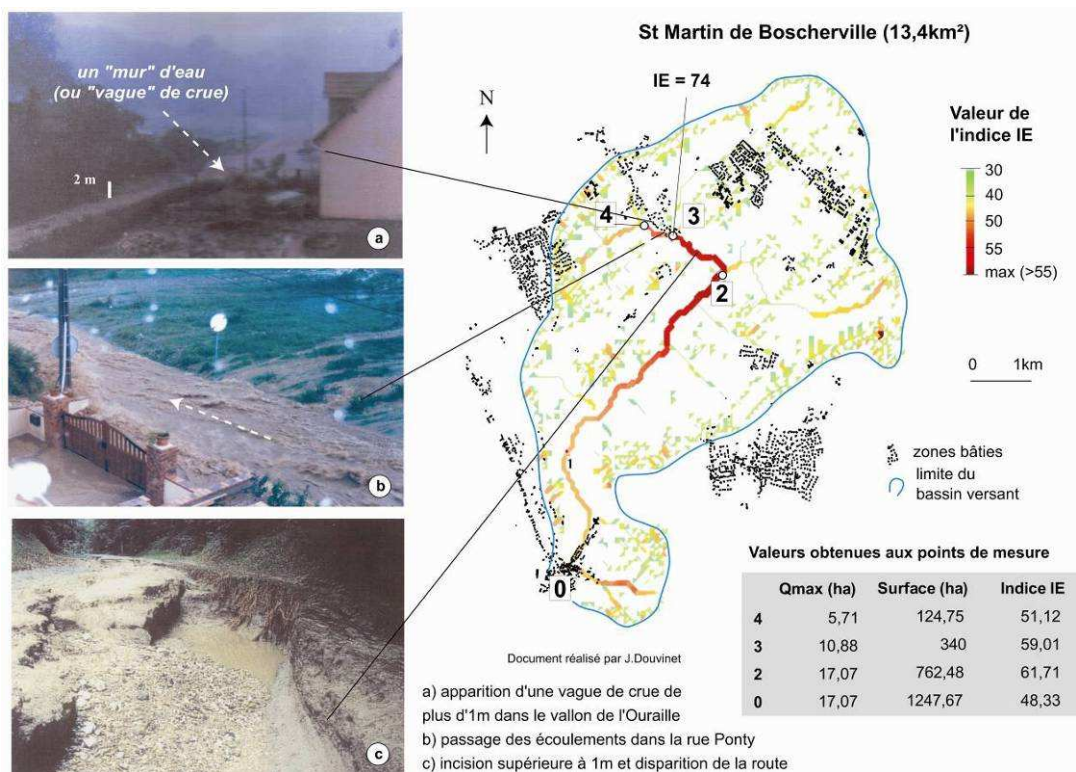 un "mur" d'eau
(ou "vague" de crue)
2 m
a
b
c
St Martin de Boscherville (13,4km²)
IE = 74
N
4
3
2
1
0
Valeur de
l'indice IE
30
40
50
55
max (>55)
0 1km
zones bâties
limite du
bassin versant
Document réalisé par J.Douvinet
a) apparition d'une vague de crue de
plus d'1m dans le vallon de l'Ouraille
b) passage des écoulements dans la rue Ponty
c) incision supérieure à 1m et disparition de la route
Valeurs obtenues aux points de mesure
Qmax (ha) Surface (ha) Indice IE
4 5,71 124,75 51,12
3 10,88 340 59,01
2 17,07 762,48 61,71
0 17,07 1247,67 48,33